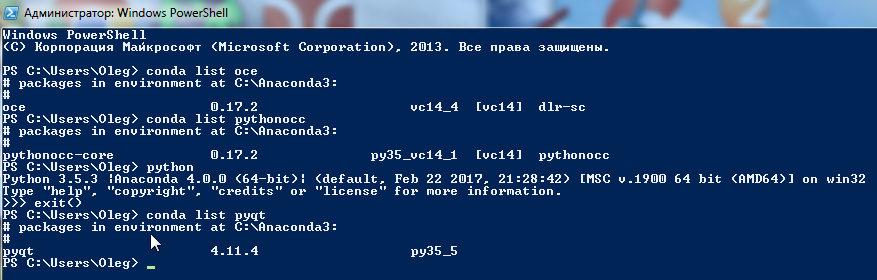 Администратор: Windows PowerShell
Windows PowerShell
(C) Корпорация Майкрософт (Microsoft Corporation), 2013. Все права защищены.
PS C:\Users\Oleg> conda list oce
# packages in environment at C:\Anaconda3:
#
oce                       0.17.2                   vc14_4  [vc14]  dlr-sc
PS C:\Users\Oleg> conda list pythonocc
# packages in environment at C:\Anaconda3:
#
pythonocc-core            0.17.2              py35_vc14_1  [vc14]  pythonocc
PS C:\Users\Oleg> python
Python 3.5.3 |Anaconda 4.0.0 (64-bit)| (default, Feb 22 2017, 21:28:42) [MSC v.1900 64 bit (AMD64)] on win32
Type "help", "copyright", "credits" or "license" for more information.
>>> exit()
PS C:\Users\Oleg> conda list pyqt
# packages in environment at C:\Anaconda3:
#
pyqt                      4.11.4                   py35_5
PS C:\Users\Oleg> _